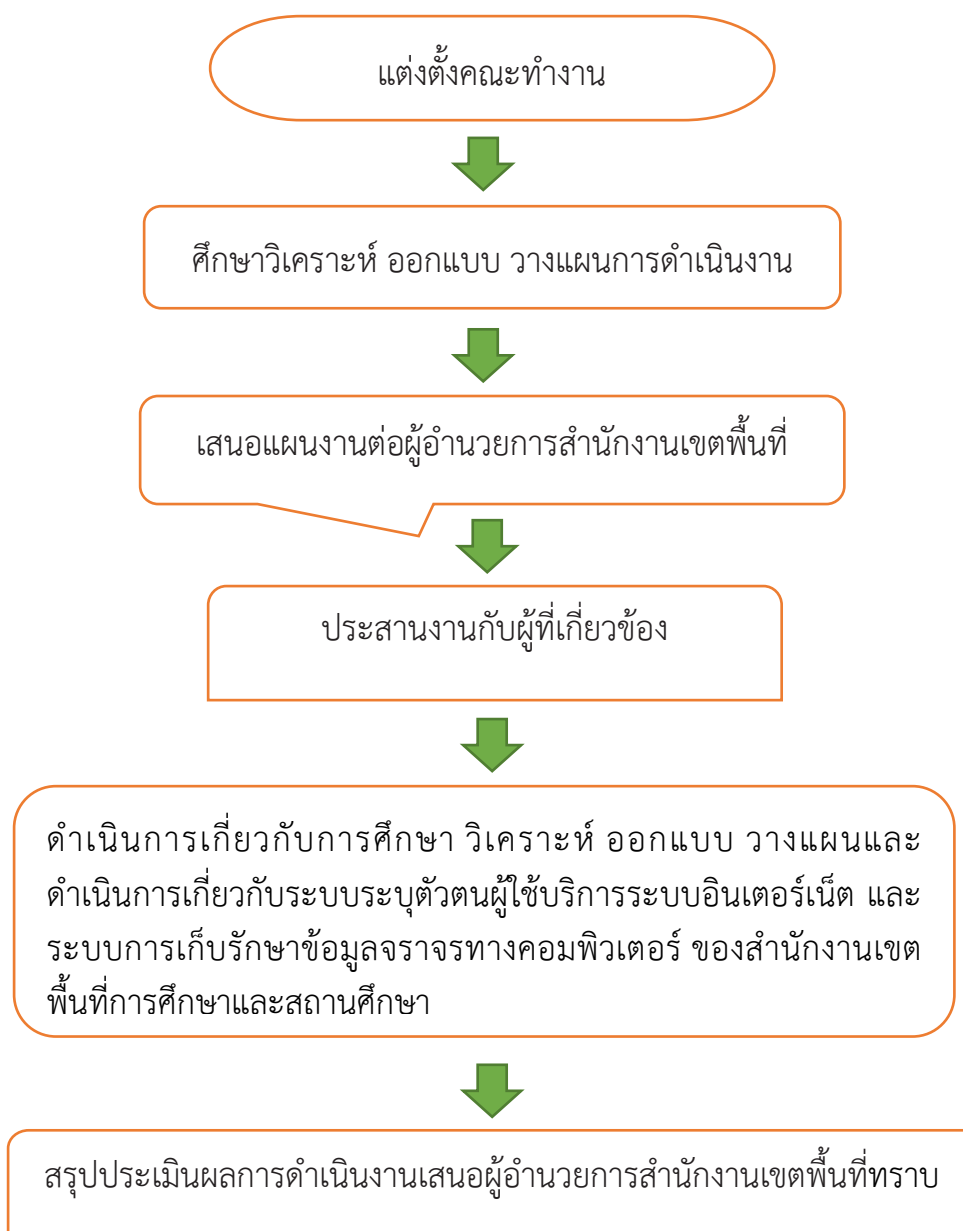 แต่งตั้งคณะทำงาน
ศึกษาวิเคราะห์ ออกแบบ วางแผนการดำเนินงาน
เสนอแผนงานต่อผู้อำนวยการสำนักงานเขตพื้นที่
ประสานงานกับผู้ที่เกี่ยวข้อง
ดำเนินการเกี่ยวกับการศึกษา วิเคราะห์ ออกแบบ วางแผนและ
ดำเนินการเกี่ยวกับระบบระบุตัวตนผู้ใช้บริการระบบอินเตอร์เน็ต และ
ระบบการเก็บรักษาข้อมูลจราจรทางคอมพิวเตอร์ ของสำนักงานเขต
พื้นที่การศึกษาและสถานศึกษา
สรุปประเมินผลการดำเนินงานเสนอผู้อำนวยการสำนักงานเขตพื้นที่ทราบ